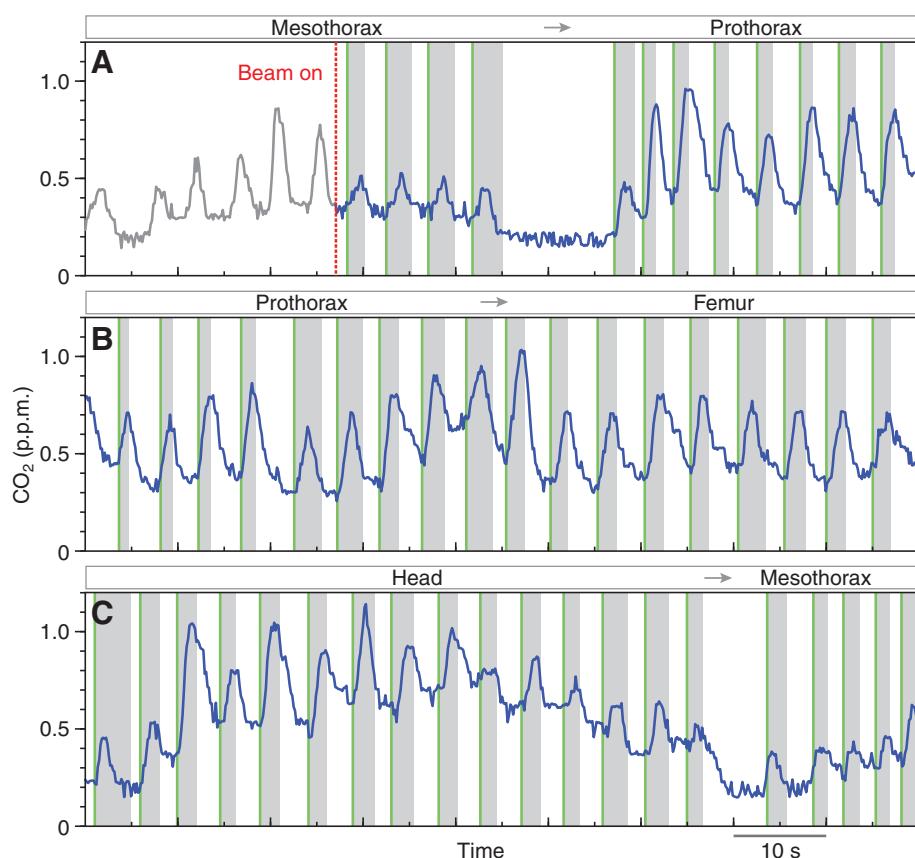 Mesothorax → Prothorax
A
Beam on
1.0
0.5
0
Prothorax → Femur
B
1.0
0.5
0
CO₂ (p.p.m.)
Head → Mesothorax
C
1.0
0.5
0
Time
10 s